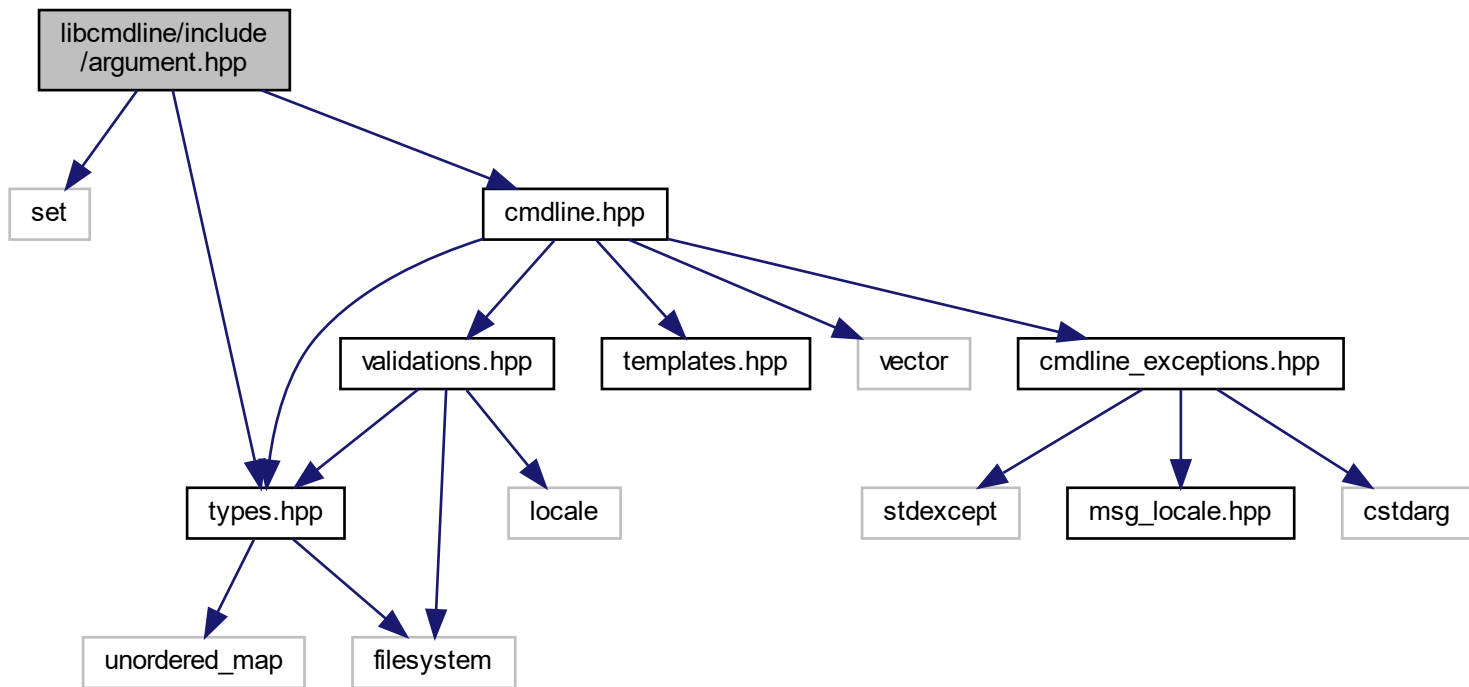 libcmdline/include
/argument.hpp
set
cmdline.hpp
validations.hpp
templates.hpp
vector
cmdline_exceptions.hpp
types.hpp
locale
stdexcept
msg_locale.hpp
cstdarg
unordered_map
filesystem